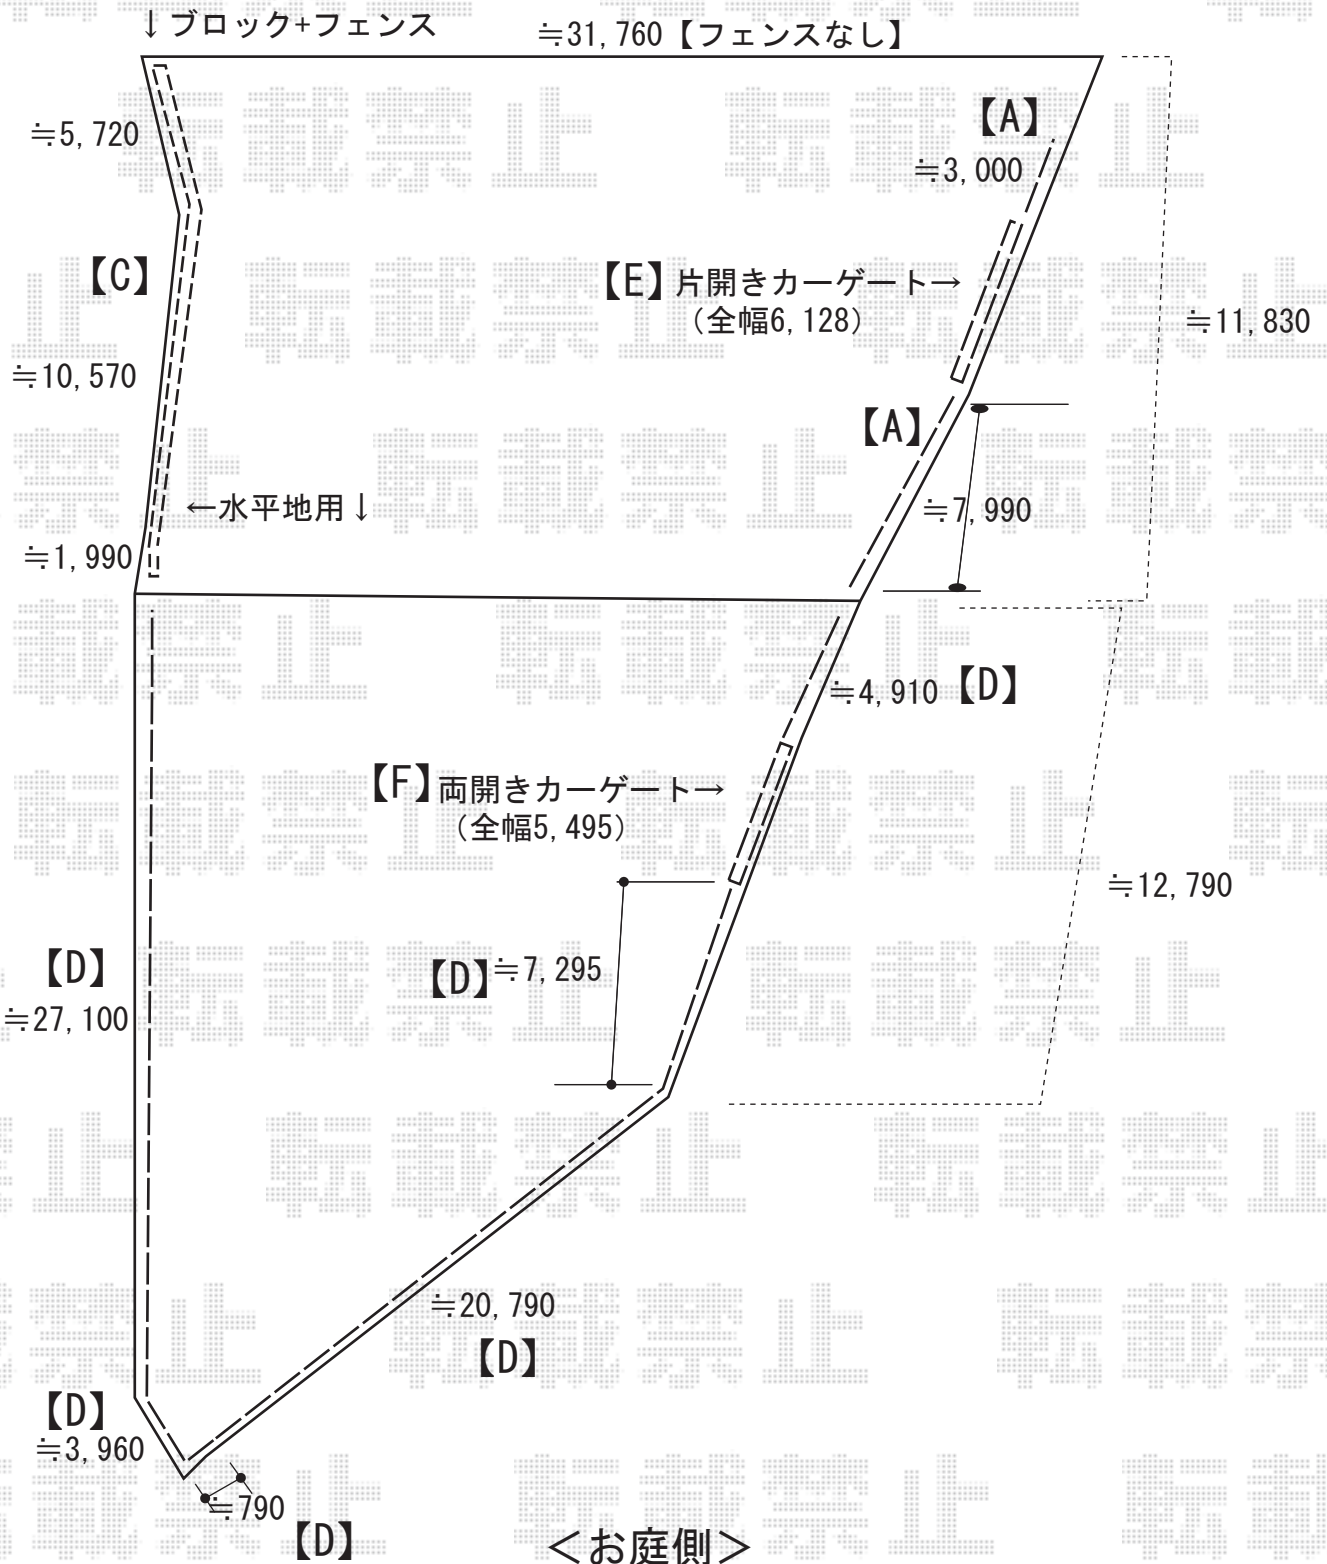 ↓ブロック+フェンス
≒31,760【フェンスなし】
≒5,720
【A】
≒3,000
【C】
【E】片開きカーゲート→
(全幅6,128)
≒11,830
≒10,570
【A】
←水平地用↓
≒7,990
≒1,990
≒4,910【D】
【F】両開きカーゲート→
(全幅5,495)
≒12,790
【D】
≒27,100
【D】≒7,295
≒20,790
【D】
【D】
≒3,960
≒790
【D】
<お庭側>
転載禁止